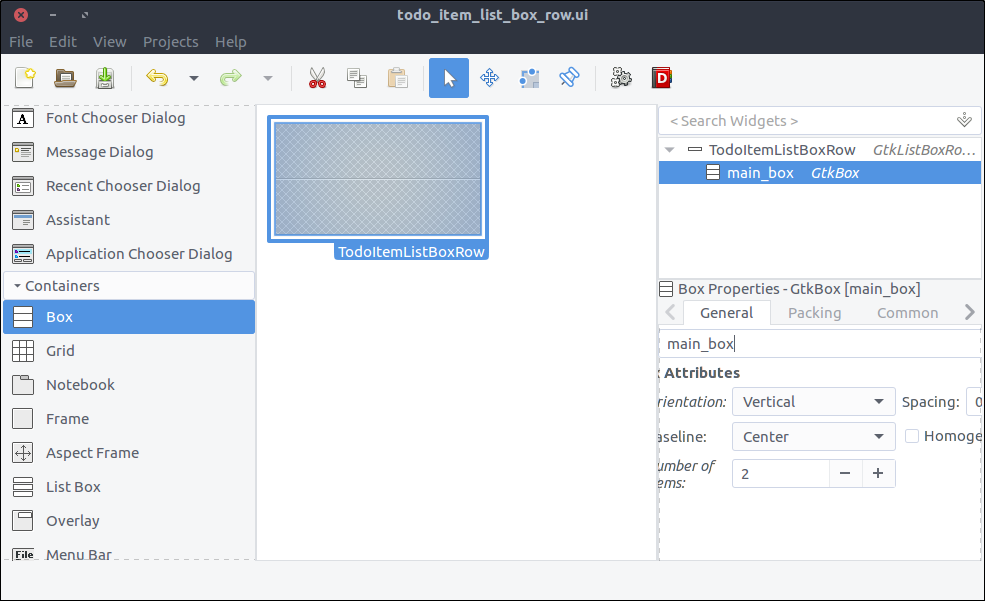 todo_item_list_box_row.ui
File Edit View Projects Help
D
A Font Chooser Dialog
Message Dialog
Recent Chooser Dialog
Assistant
Application Chooser Dialog
Containers
Box
Grid
Notebook
Frame
Aspect Frame
List Box
Overlay
File Menu Bar
TodoItemListBoxRow
< Search Widgets >
TodoItemListBoxRow GtkListBoxRo...
main_box GtkBox
Box Properties - GtkBox [main_box]
General Packing Common
main_box
Attributes
rientation: Vertical Spacing: 0
aseline: Center Homoge
umber of
ems: 2 − +